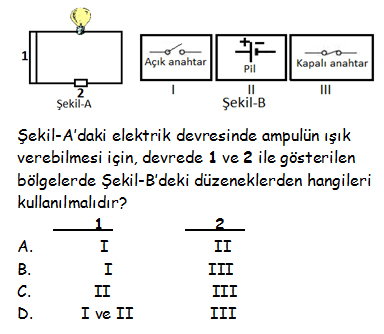 1
2
Şekil-A
Açık anahtar
Pil
Kapalı anahtar
I II III
Şekil-B
Şekil-A'daki elektrik devresinde ampulün ışık
verebilmesi için, devrede 1 ve 2 ile gösterilen
bölgelerde Şekil-B'deki düzeneklerden hangileri
kullanılmalıdır?
1 2
A. I II
B. I III
C. II III
D. I ve II III